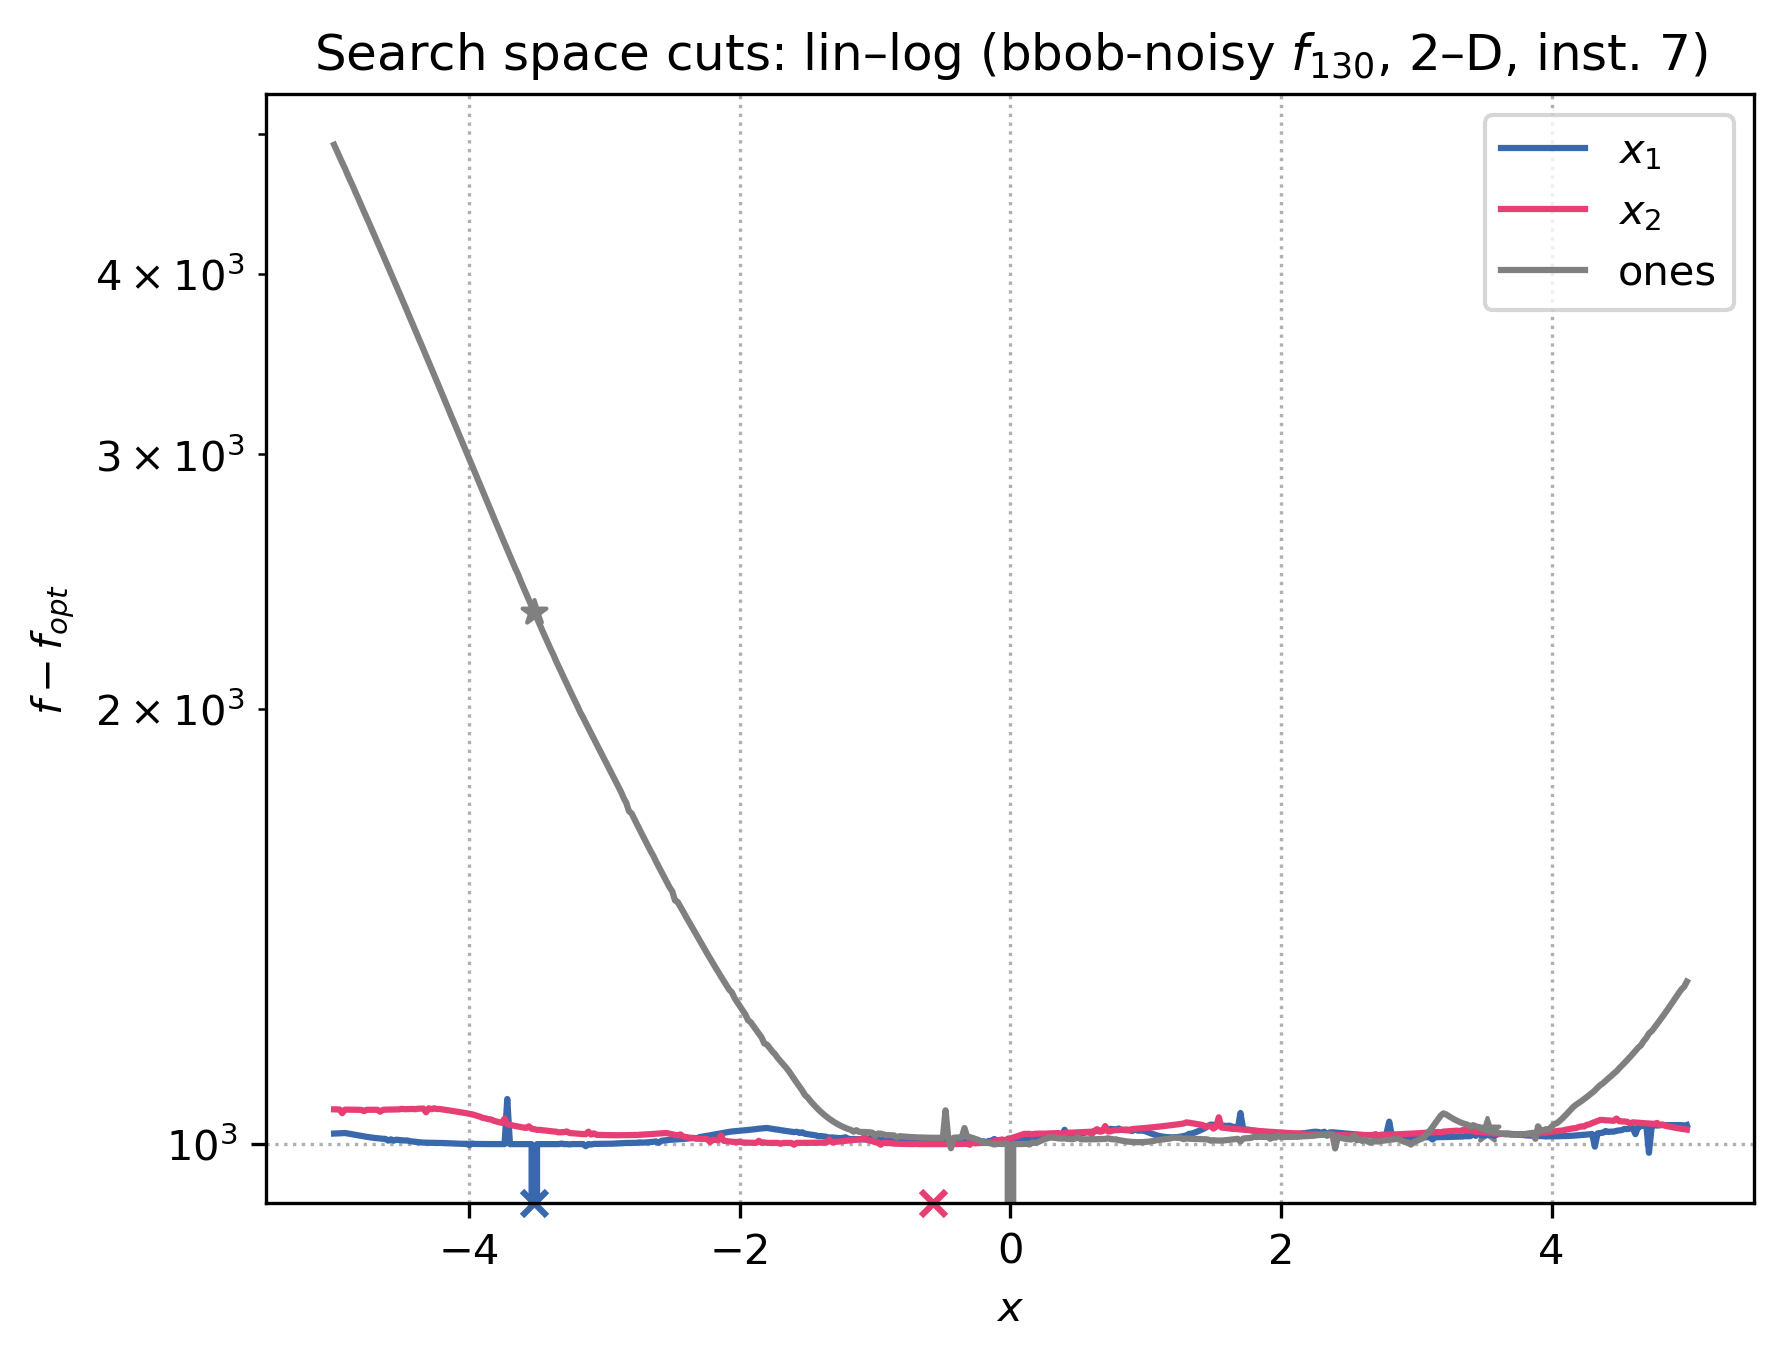 Search space cuts: lin–log (bbob-noisy f₁₃₀, 2–D, inst. 7)
x₁
x₂
ones
4 × 10³
3 × 10³
2 × 10³
10³
f − fₒₚₜ
−4 −2 0 2 4
x